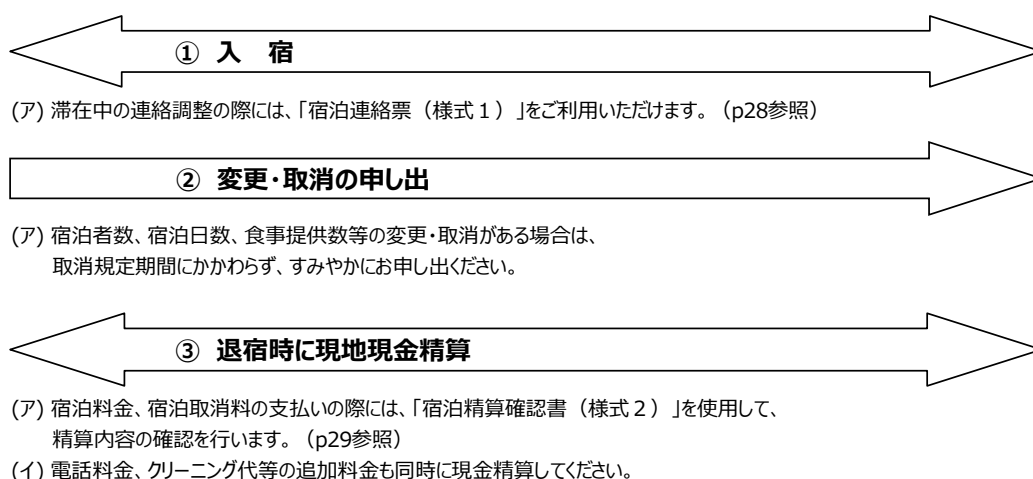 ① 入　宿
(ア) 滞在中の連絡調整の際には、「宿泊連絡票（様式１）」をご利用いただけます。（p28参照）
② 変更・取消の申し出
(ア) 宿泊者数、宿泊日数、食事提供数等の変更・取消がある場合は、
取消規定期間にかかわらず、すみやかにお申し出ください。
③ 退宿時に現地現金精算
(ア) 宿泊料金、宿泊取消料の支払いの際には、「宿泊精算確認書（様式２）」を使用して、
精算内容の確認を行います。（p29参照）
(イ) 電話料金、クリーニング代等の追加料金も同時に現金精算してください。